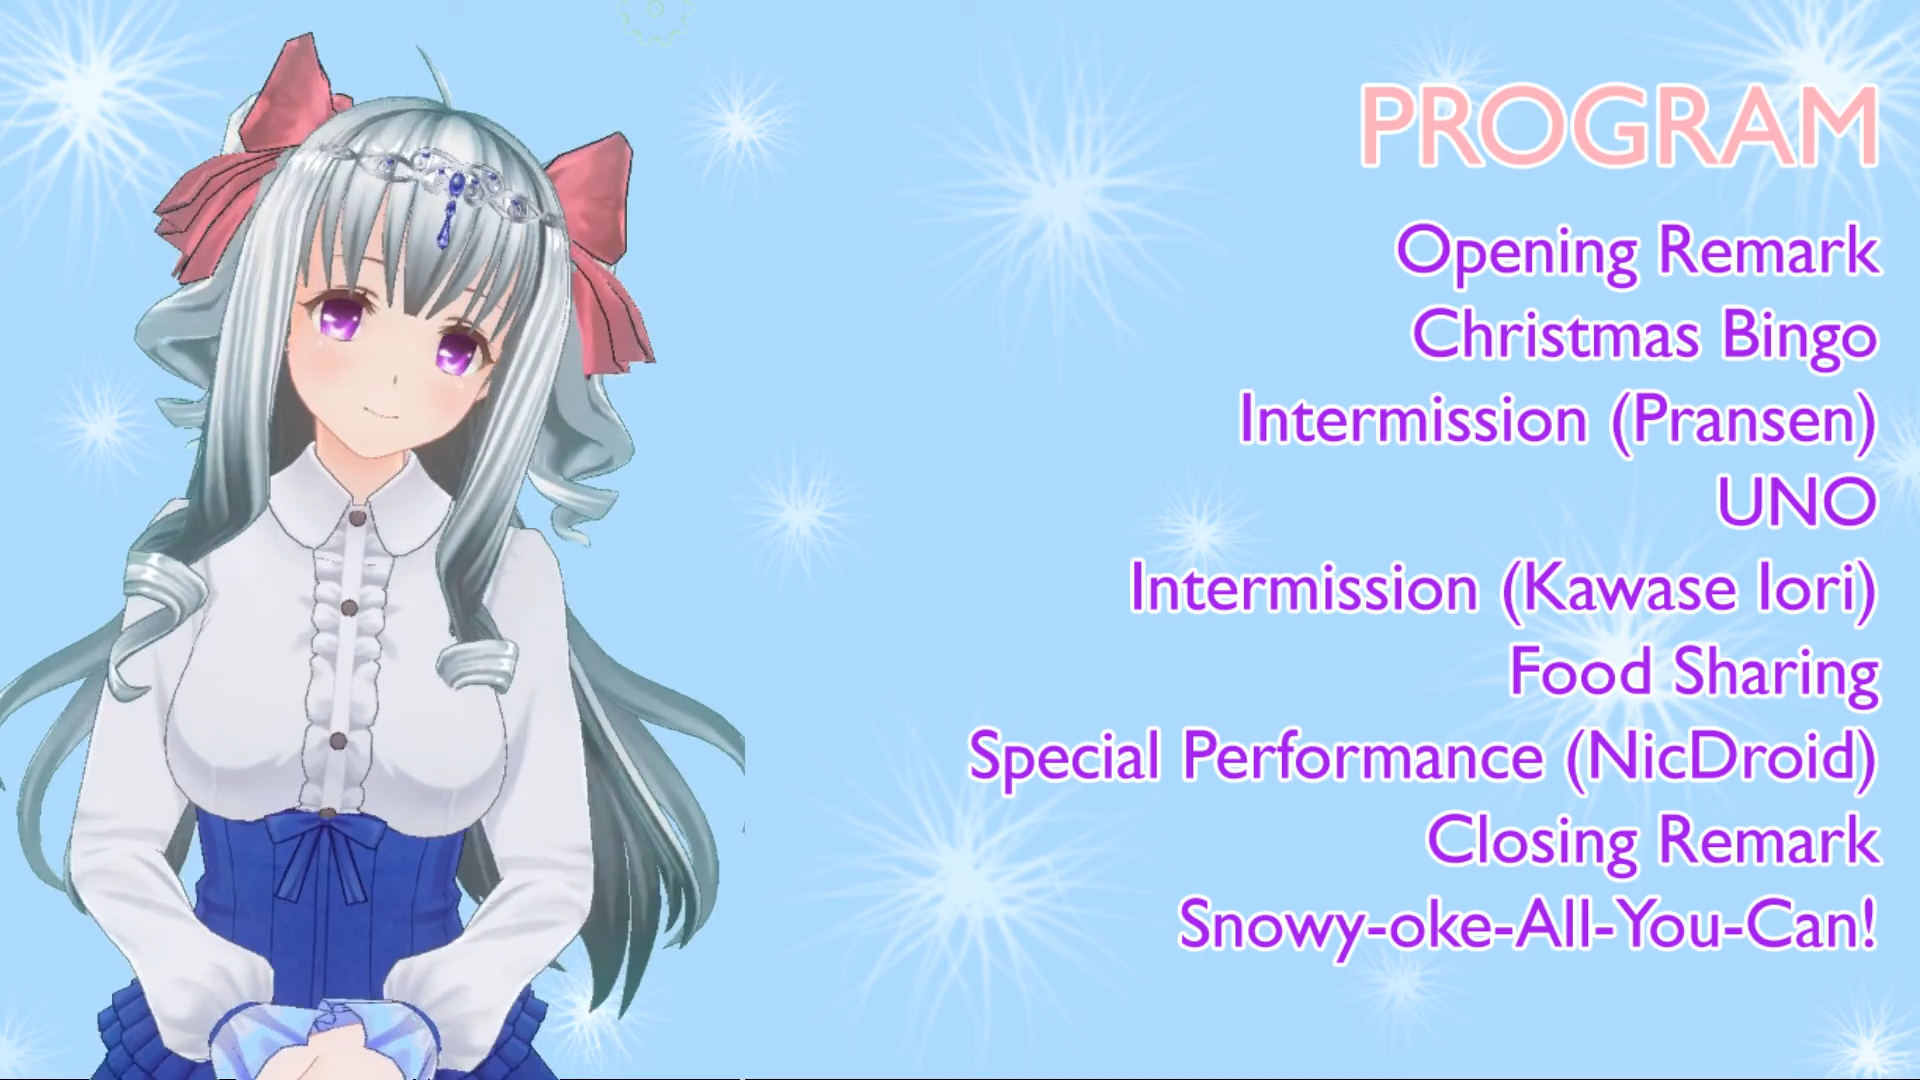 PROGRAM
Opening Remark
Christmas Bingo
Intermission (Pransen)
UNO
Intermission (Kawase Iori)
Food Sharing
Special Performance (NicDroid)
Closing Remark
Snowy-oke-All-You-Can!